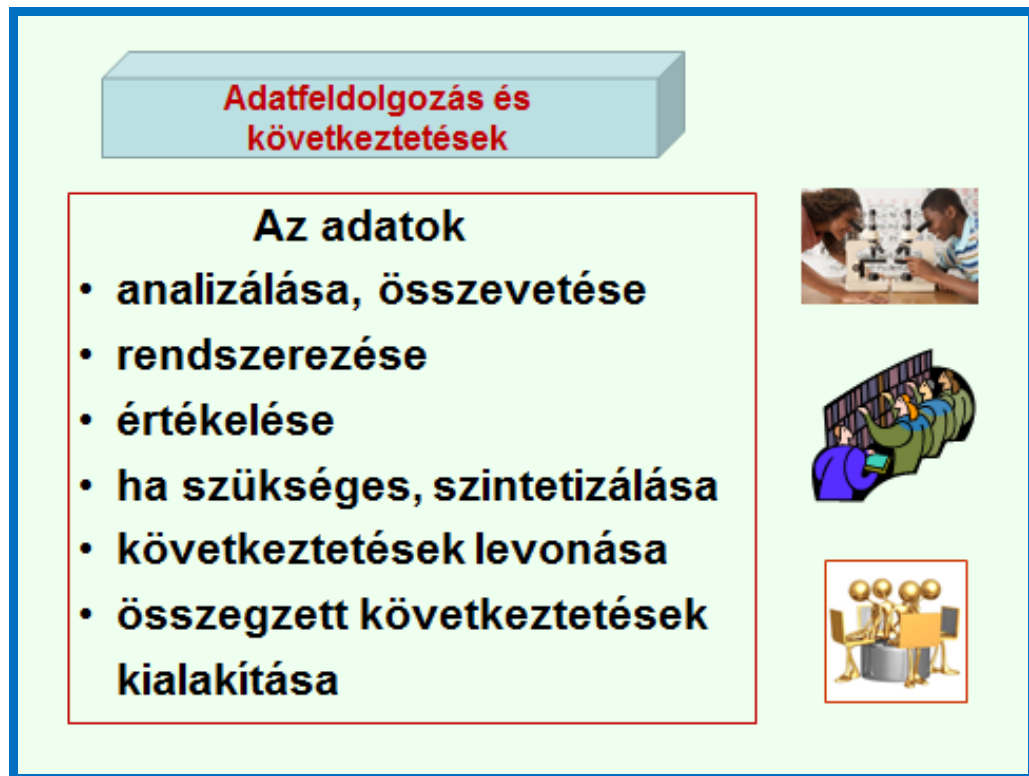 Adatfeldolgozás és
következtetések
Az adatok
• analizálása, összevetése
• rendszerezése
• értékelése
• ha szükséges, szintetizálása
• következtetések levonása
• összegzett következtetések
kialakítása